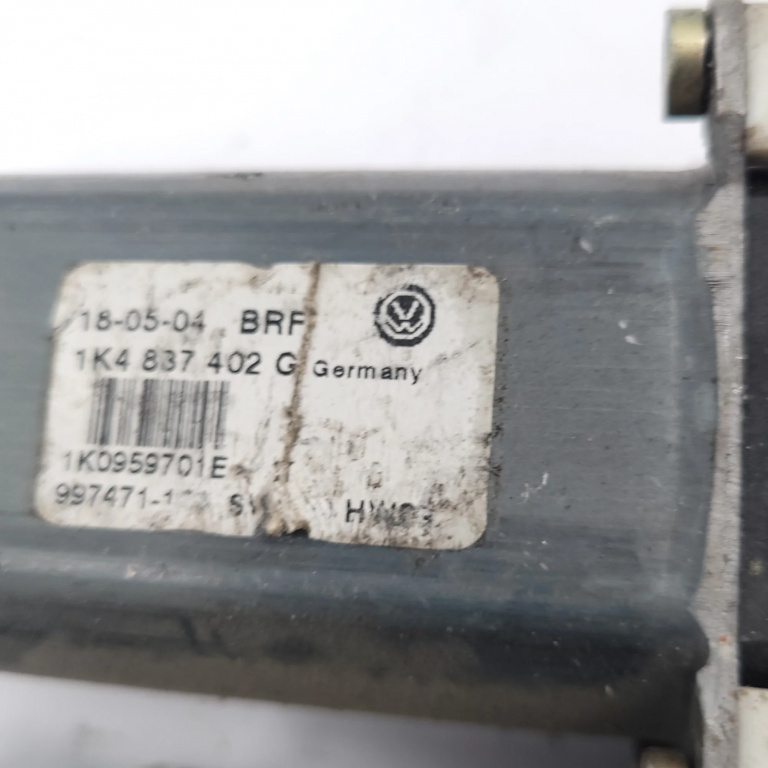 18-05-04 BRF
1K4 837 402 G Germany
1K0959701E